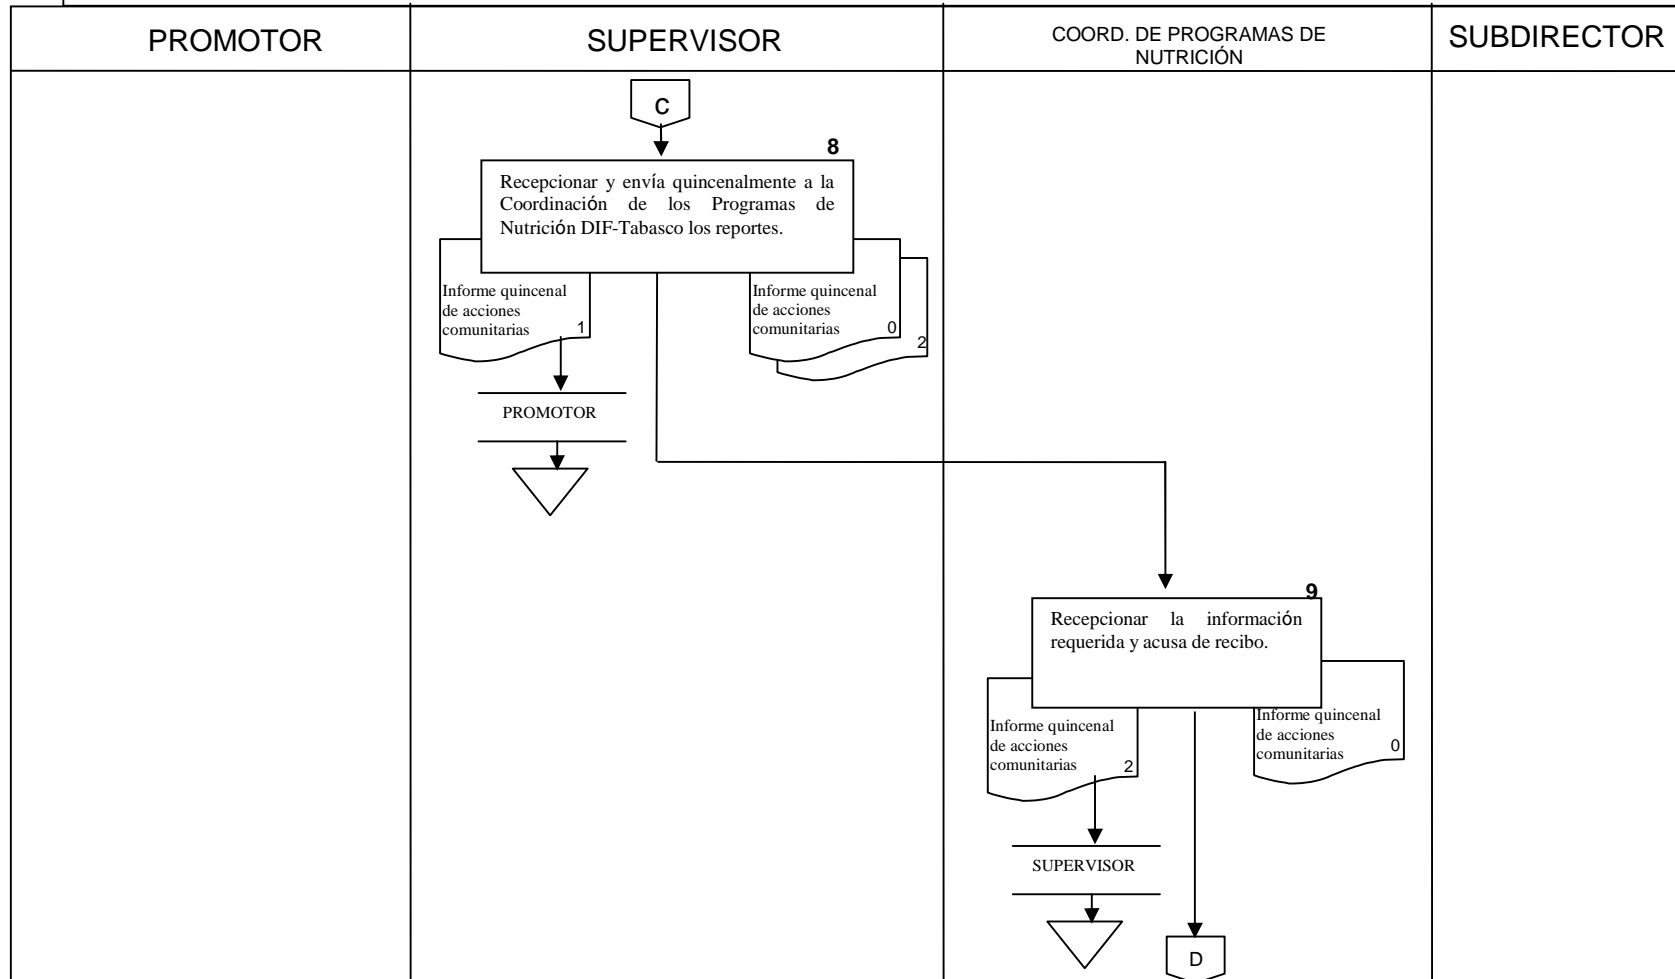 PROMOTOR
SUPERVISOR
COORD. DE PROGRAMAS DE
NUTRICIÓN
SUBDIRECTOR
C
8
Recepcionar y envía quincenalmente a la
Coordinación de los Programas de
Nutrición DIF-Tabasco los reportes.
Informe quincenal
de acciones
comunitarias
1
Informe quincenal
de acciones
comunitarias
0
2
PROMOTOR
9
Recepcionar la información
requerida y acusa de recibo.
Informe quincenal
de acciones
comunitarias
2
Informe quincenal
de acciones
comunitarias
0
SUPERVISOR
D